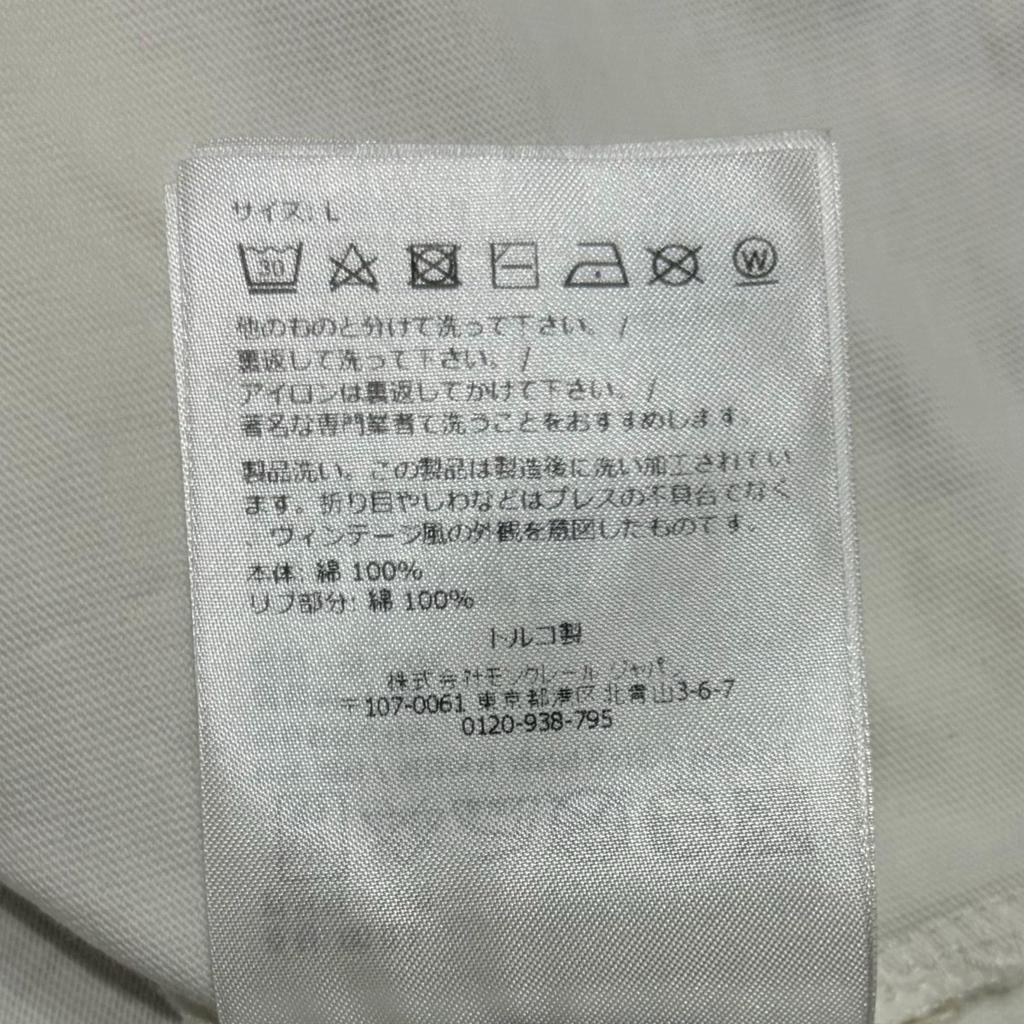 サイズ: L
30
W
他のものと分けて洗って下さい。 /
裏返して洗って下さい。 /
アイロンは裏返してかけて下さい。 /
著名な専門業者で洗うことをおすすめします。
製品洗い。この製品は製造後に洗い加工されてい
ます。折り目やしわなどはプレスの不具合でなく
、ヴィンテージ風の外観を意図したものです。
本体: 綿 100%
リブ部分: 綿 100%
トルコ製
株式会社モンクレール ジャパン
〒107-0061 東京都港区北青山3-6-7
0120-938-795